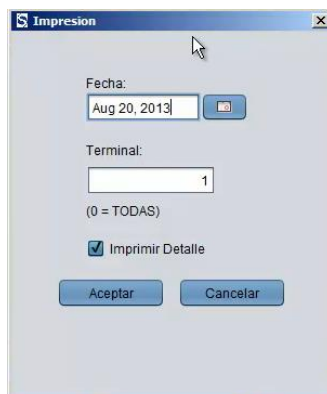 Impresion
Fecha:
Aug 20, 2013
Terminal:
1
(0 = TODAS)
Imprimir Detalle
Aceptar Cancelar